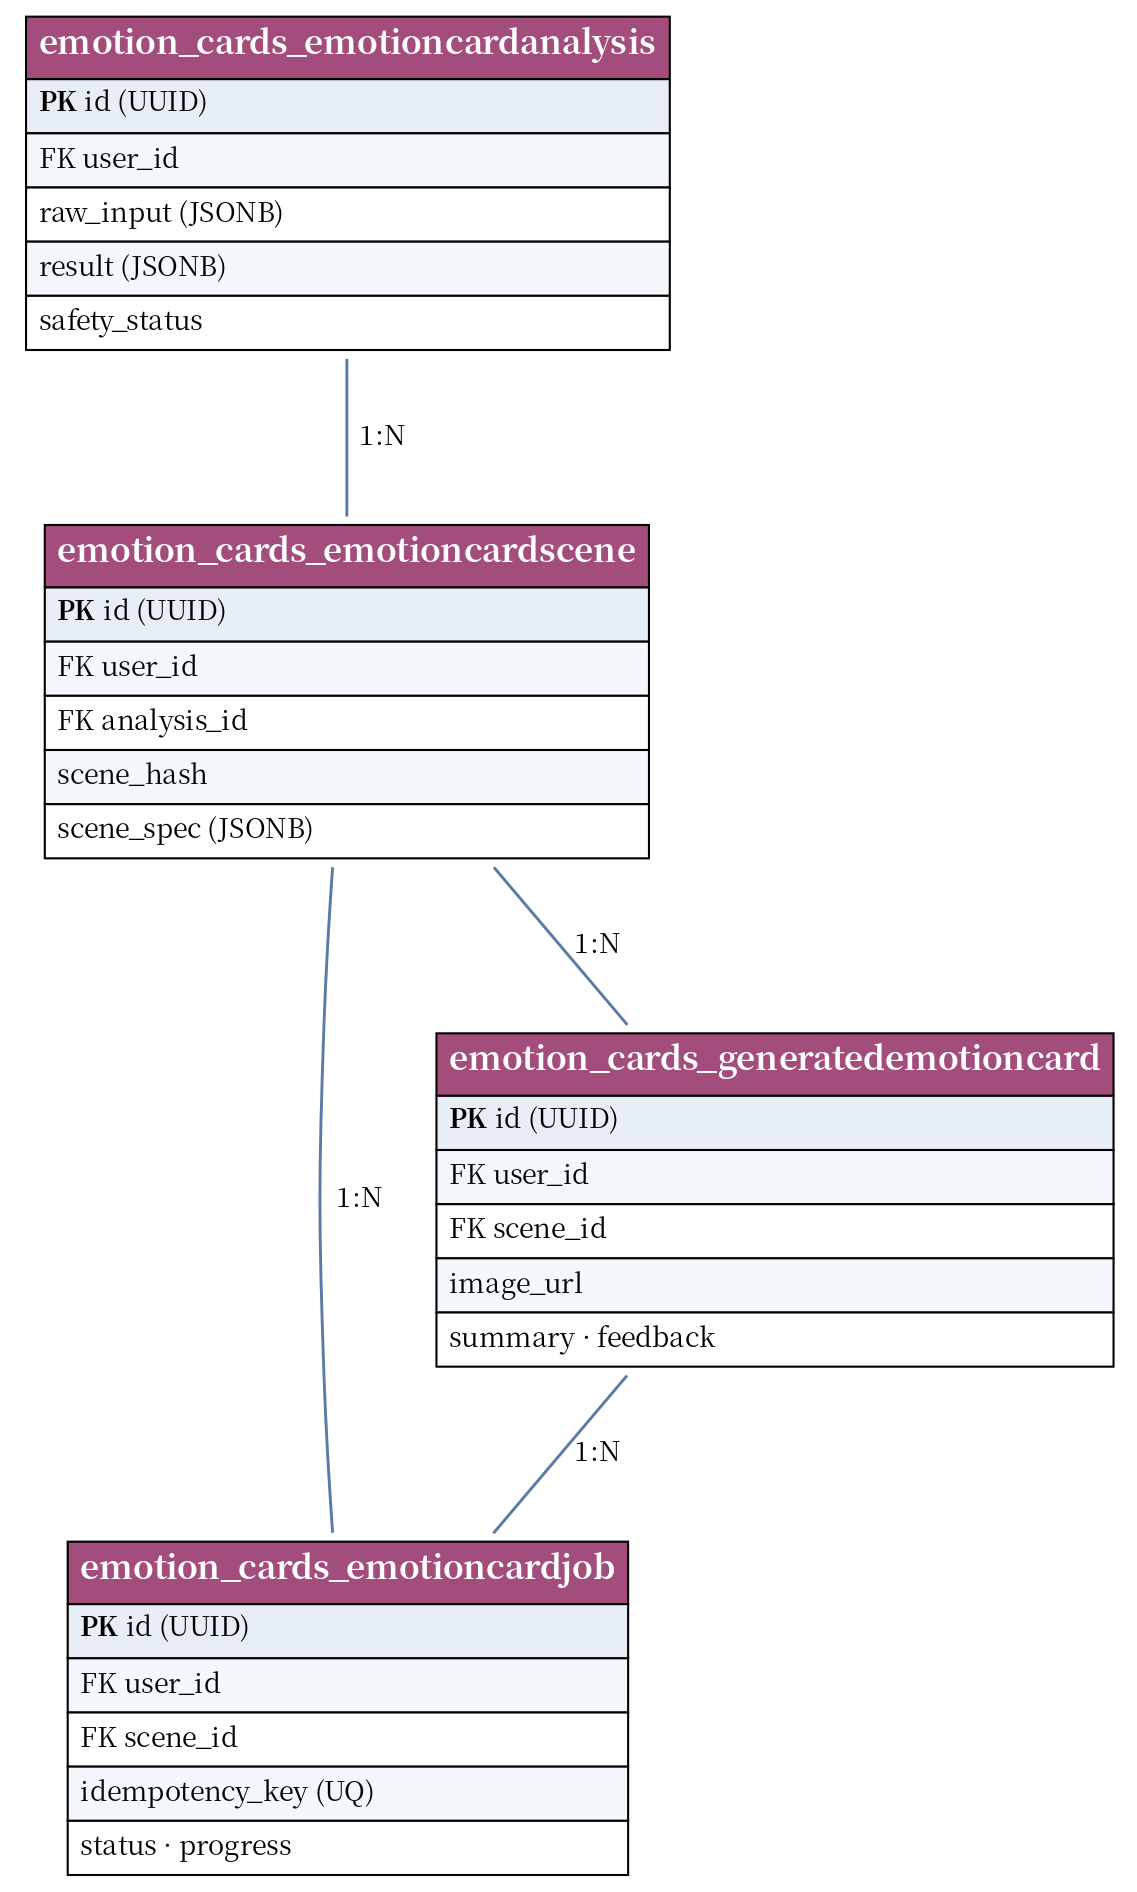 emotion_cards_emotioncardanalysis
PK id (UUID)
FK user_id
raw_input (JSONB)
result (JSONB)
safety_status
1:N
emotion_cards_emotioncardscene
PK id (UUID)
FK user_id
FK analysis_id
scene_hash
scene_spec (JSONB)
1:N
emotion_cards_generatedemotioncard
PK id (UUID)
FK user_id
1:N
FK scene_id
image_url
summary · feedback
1:N
emotion_cards_emotioncardjob
PK id (UUID)
FK user_id
FK scene_id
idempotency_key (UQ)
status · progress